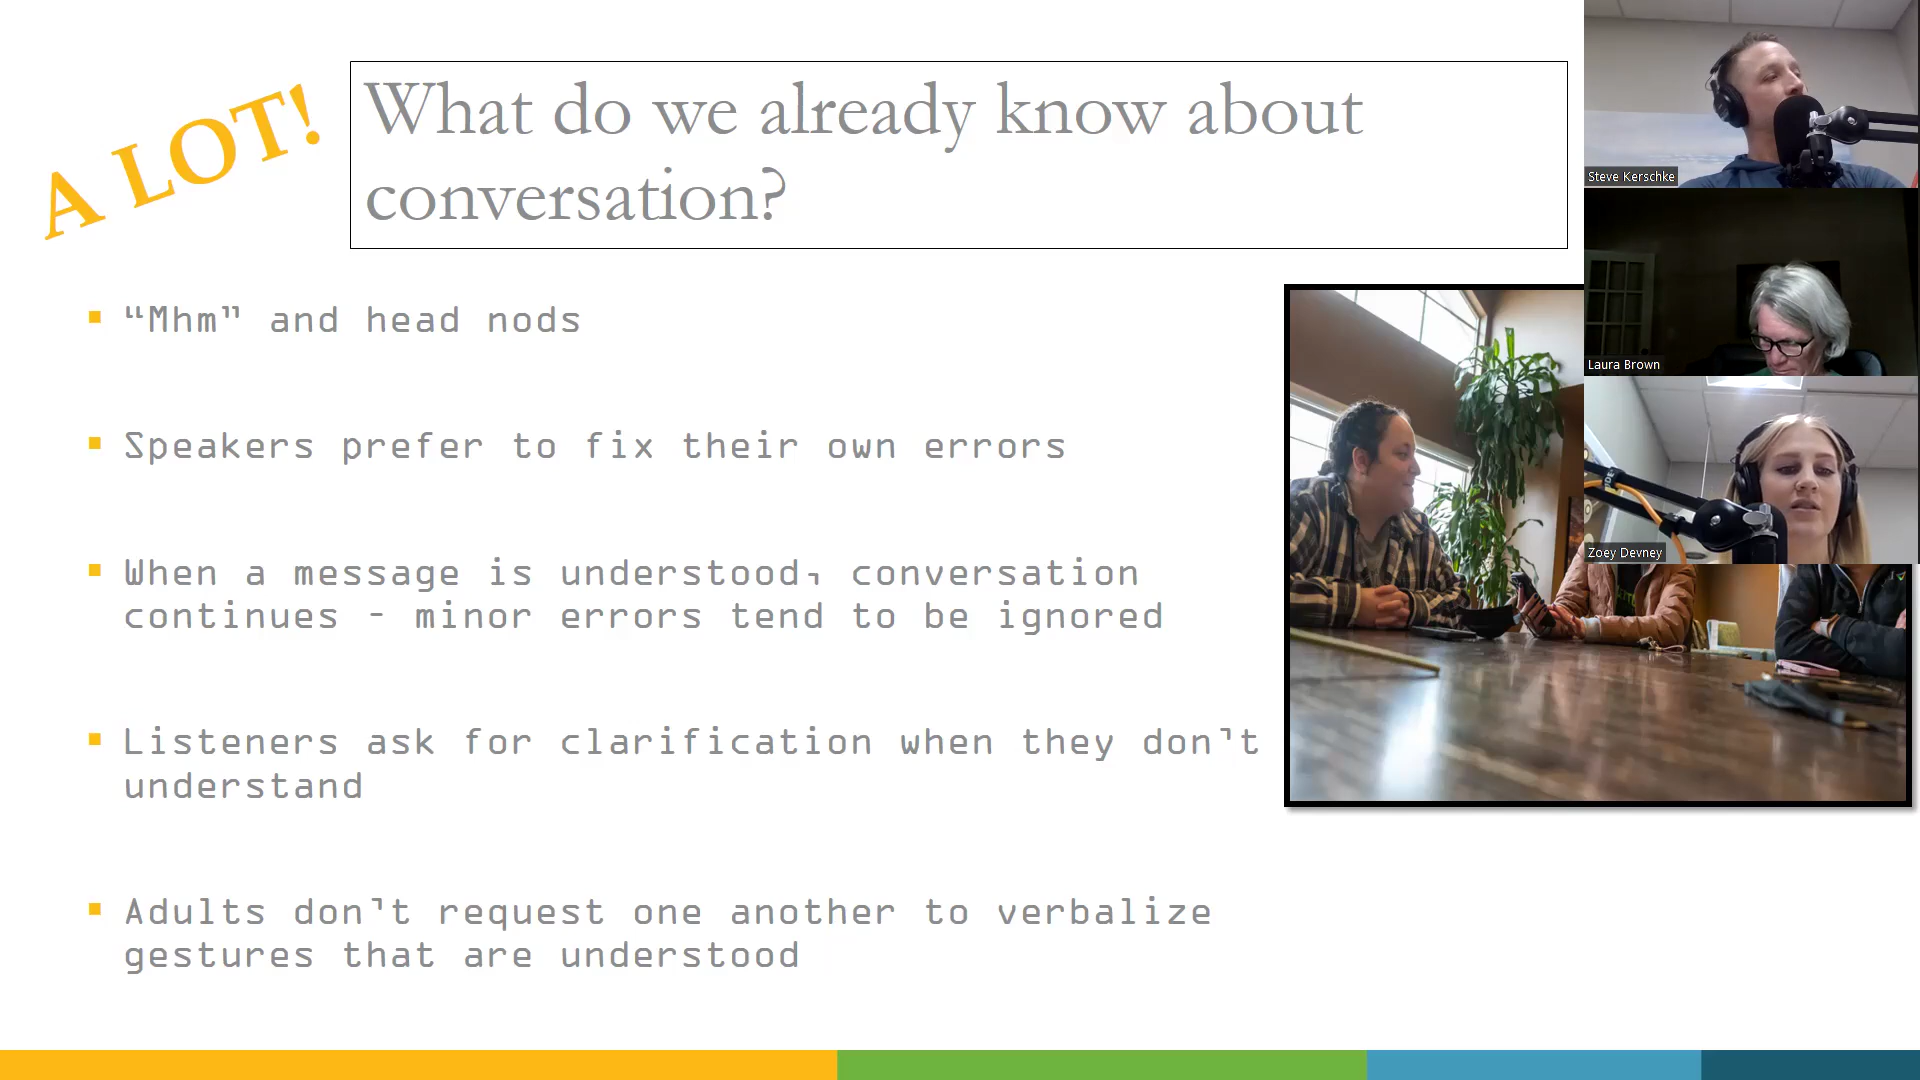 A LOT!
What do we already know about
conversation?
“Mhm” and head nods
Speakers prefer to fix their own errors
When a message is understood, conversation
continues - minor errors tend to be ignored
Listeners ask for clarification when they don't
understand
Adults don't request one another to verbalize
gestures that are understood
Steve Kerschke
Laura Brown
Zoey Devney